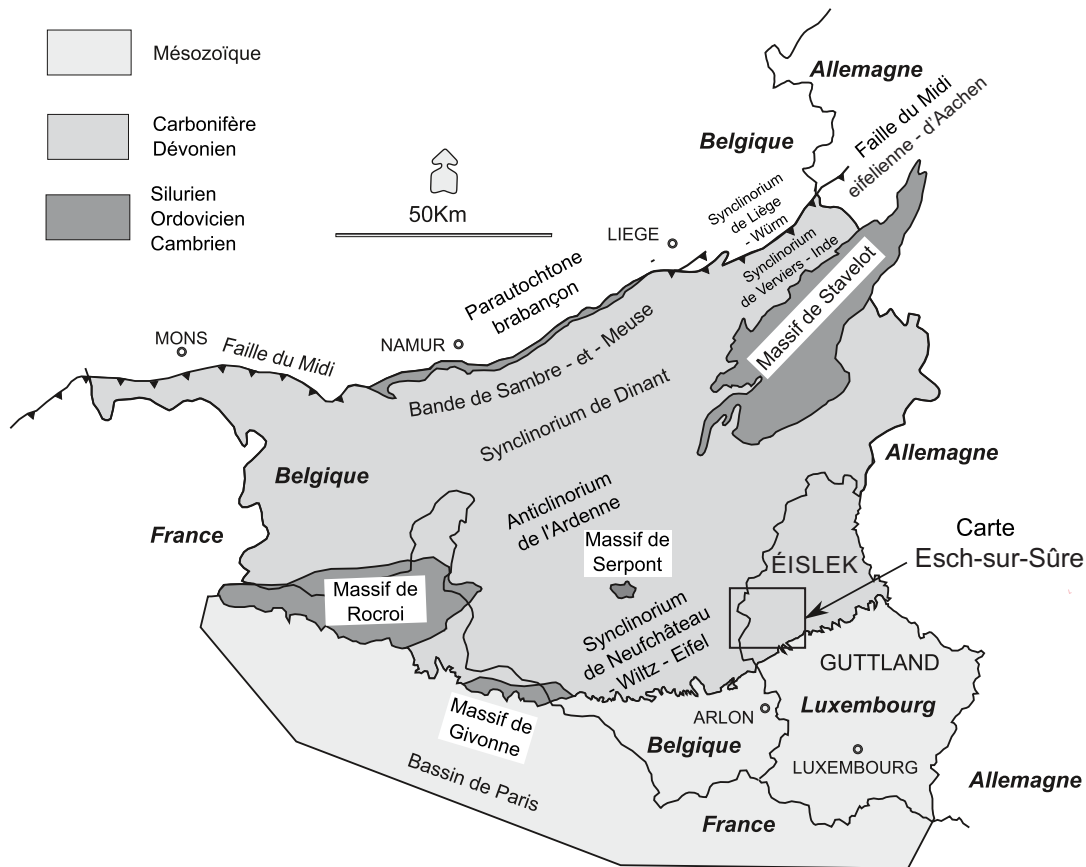 Mésozoïque
Carbonifère
Dévonien
Silurien
Ordovicien
Cambrien
50Km
Allemagne
Belgique
Faille du Midi
eifelienne - d'Aachen
Synclinorium
de Liège
- Würm
LIEGE
Synclinorium
de Verviers - Inde
Massif de Stavelot
Parautochtone
brabançon
MONS
Faille du Midi
NAMUR
Bande de Sambre - et - Meuse
Synclinorium de Dinant
Belgique
Allemagne
France
Anticlinorium
de l'Ardenne
Massif de
Serpont
ÉISLEK
Carte
Esch-sur-Sûre
Massif de
Rocroi
Synclinorium
de Neufchâteau
- Wiltz - Eifel
GUTTLAND
Luxembourg
ARLON
Massif de
Givonne
Belgique
LUXEMBOURG
Bassin de Paris
Allemagne
France